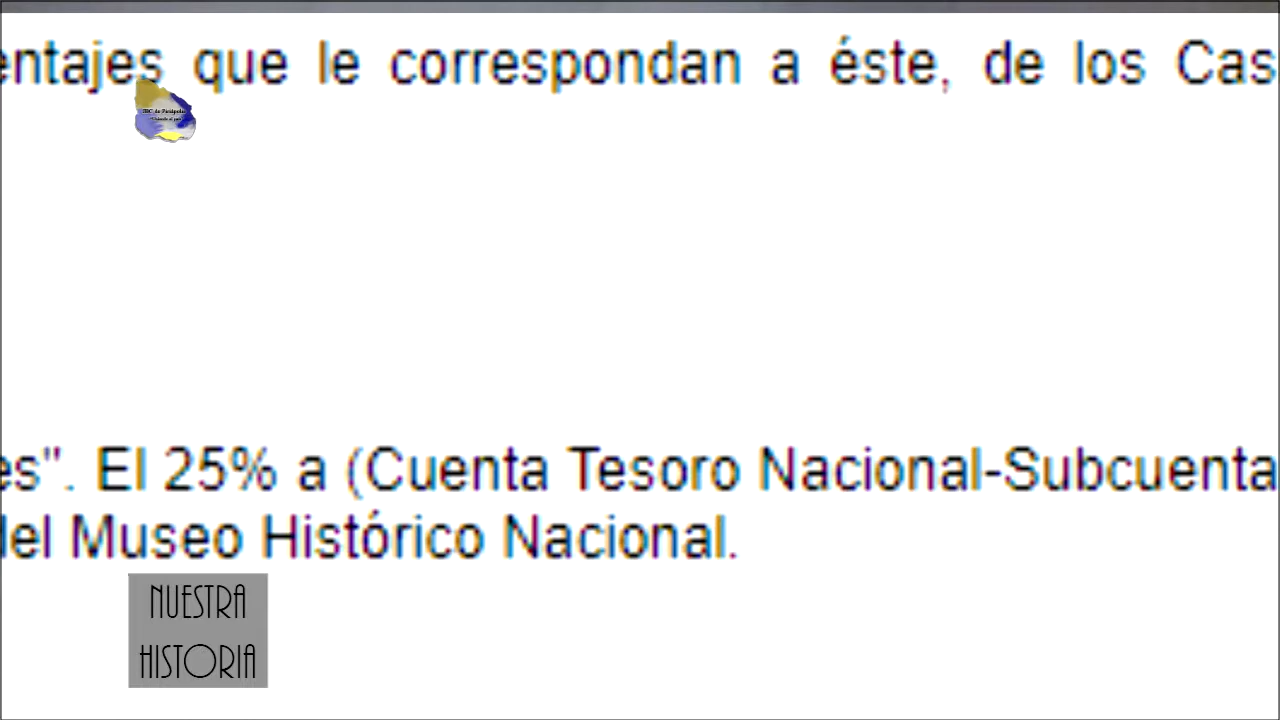 entajes que le correspondan a éste, de los Cas
es". El 25% a (Cuenta Tesoro Nacional-Subcuenta
del Museo Histórico Nacional.
NUESTRA
HISTORIA